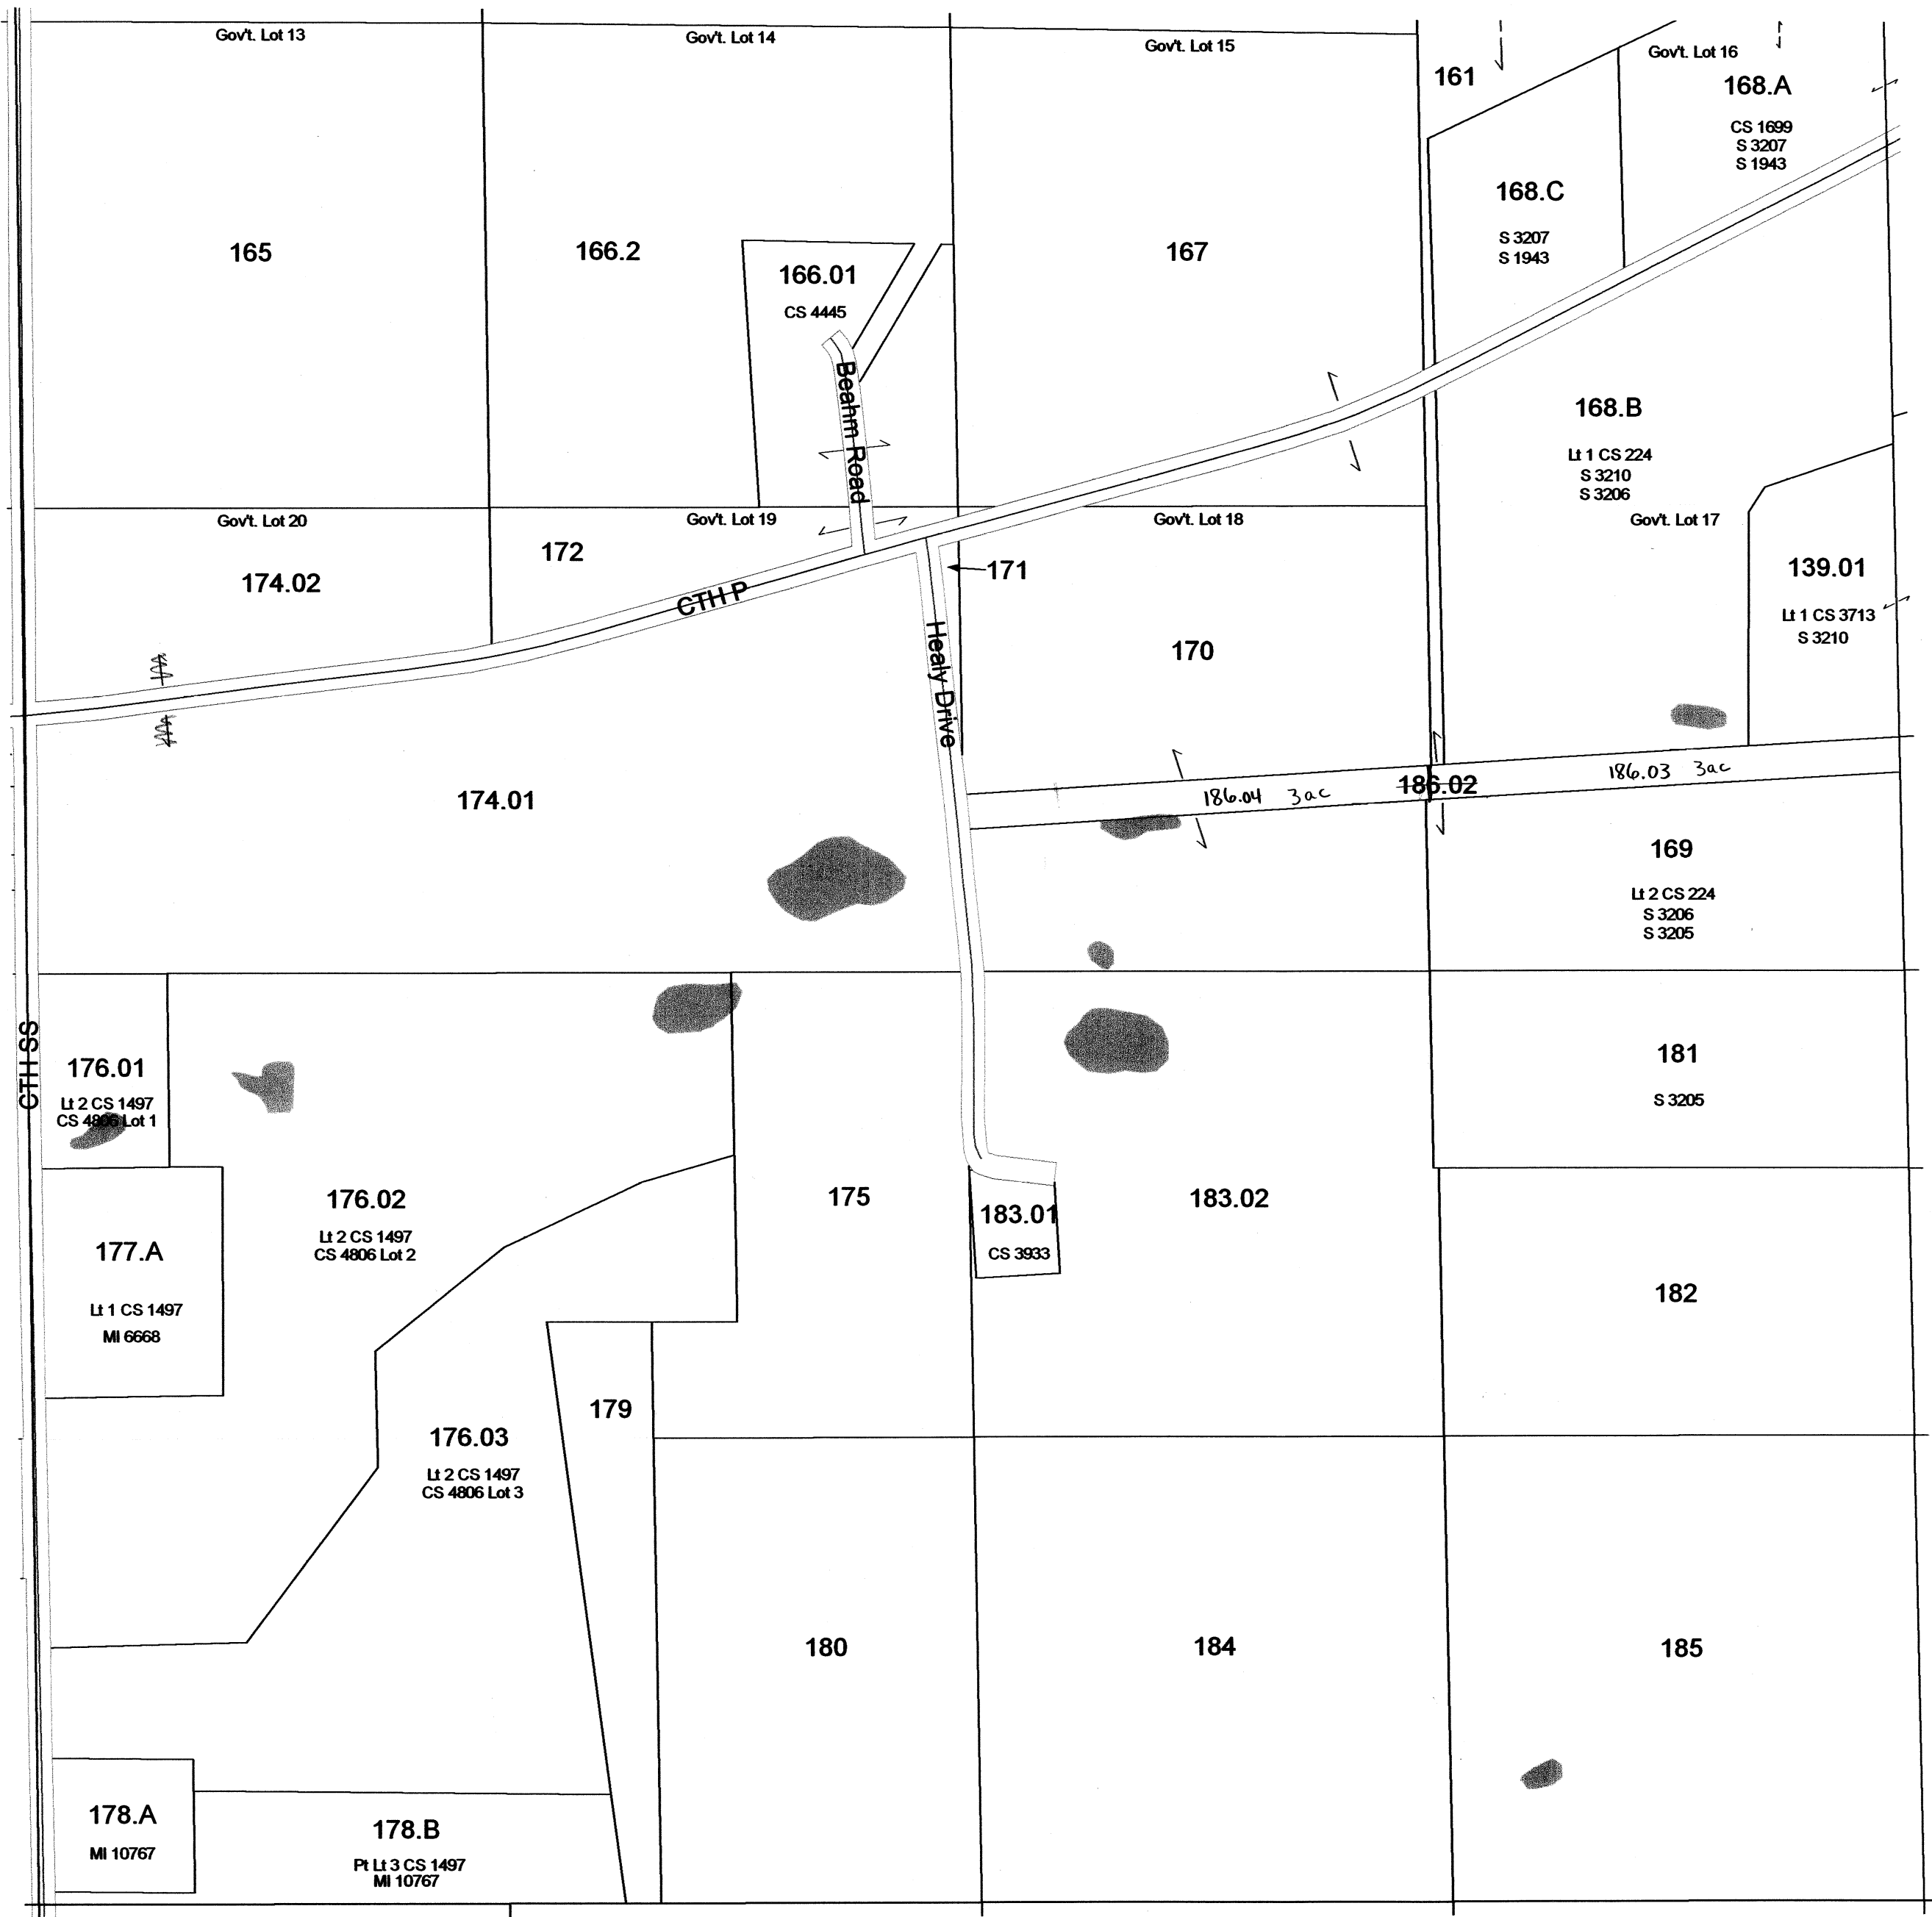 Gov't. Lot 13
Gov't. Lot 14
Gov't. Lot 15
Gov't. Lot 16
161
168.A
CS 1699
S 3207
S 1943
168.C
S 3207
S 1943
165
166.2
166.01
CS 4445
167
Beahm Road
168.B
Lt 1 CS 224
S 3210
S 3206
Gov't. Lot 20
Gov't. Lot 19
Gov't. Lot 18
Gov't. Lot 17
172
174.02
171
139.01
Lt 1 CS 3713
S 3210
CTH P
Healy Drive
170
174.01
186.04 3ac
186.02
186.03 3ac
169
Lt 2 CS 224
S 3206
S 3205
CTH SS
176.01
Lt 2 CS 1497
CS 4806 Lot 1
181
S 3205
176.02
Lt 2 CS 1497
CS 4806 Lot 2
175
183.01
CS 3933
183.02
177.A
Lt 1 CS 1497
MI 6668
182
179
176.03
Lt 2 CS 1497
CS 4806 Lot 3
180
184
185
178.A
MI 10767
178.B
Pt Lt 3 CS 1497
MI 10767